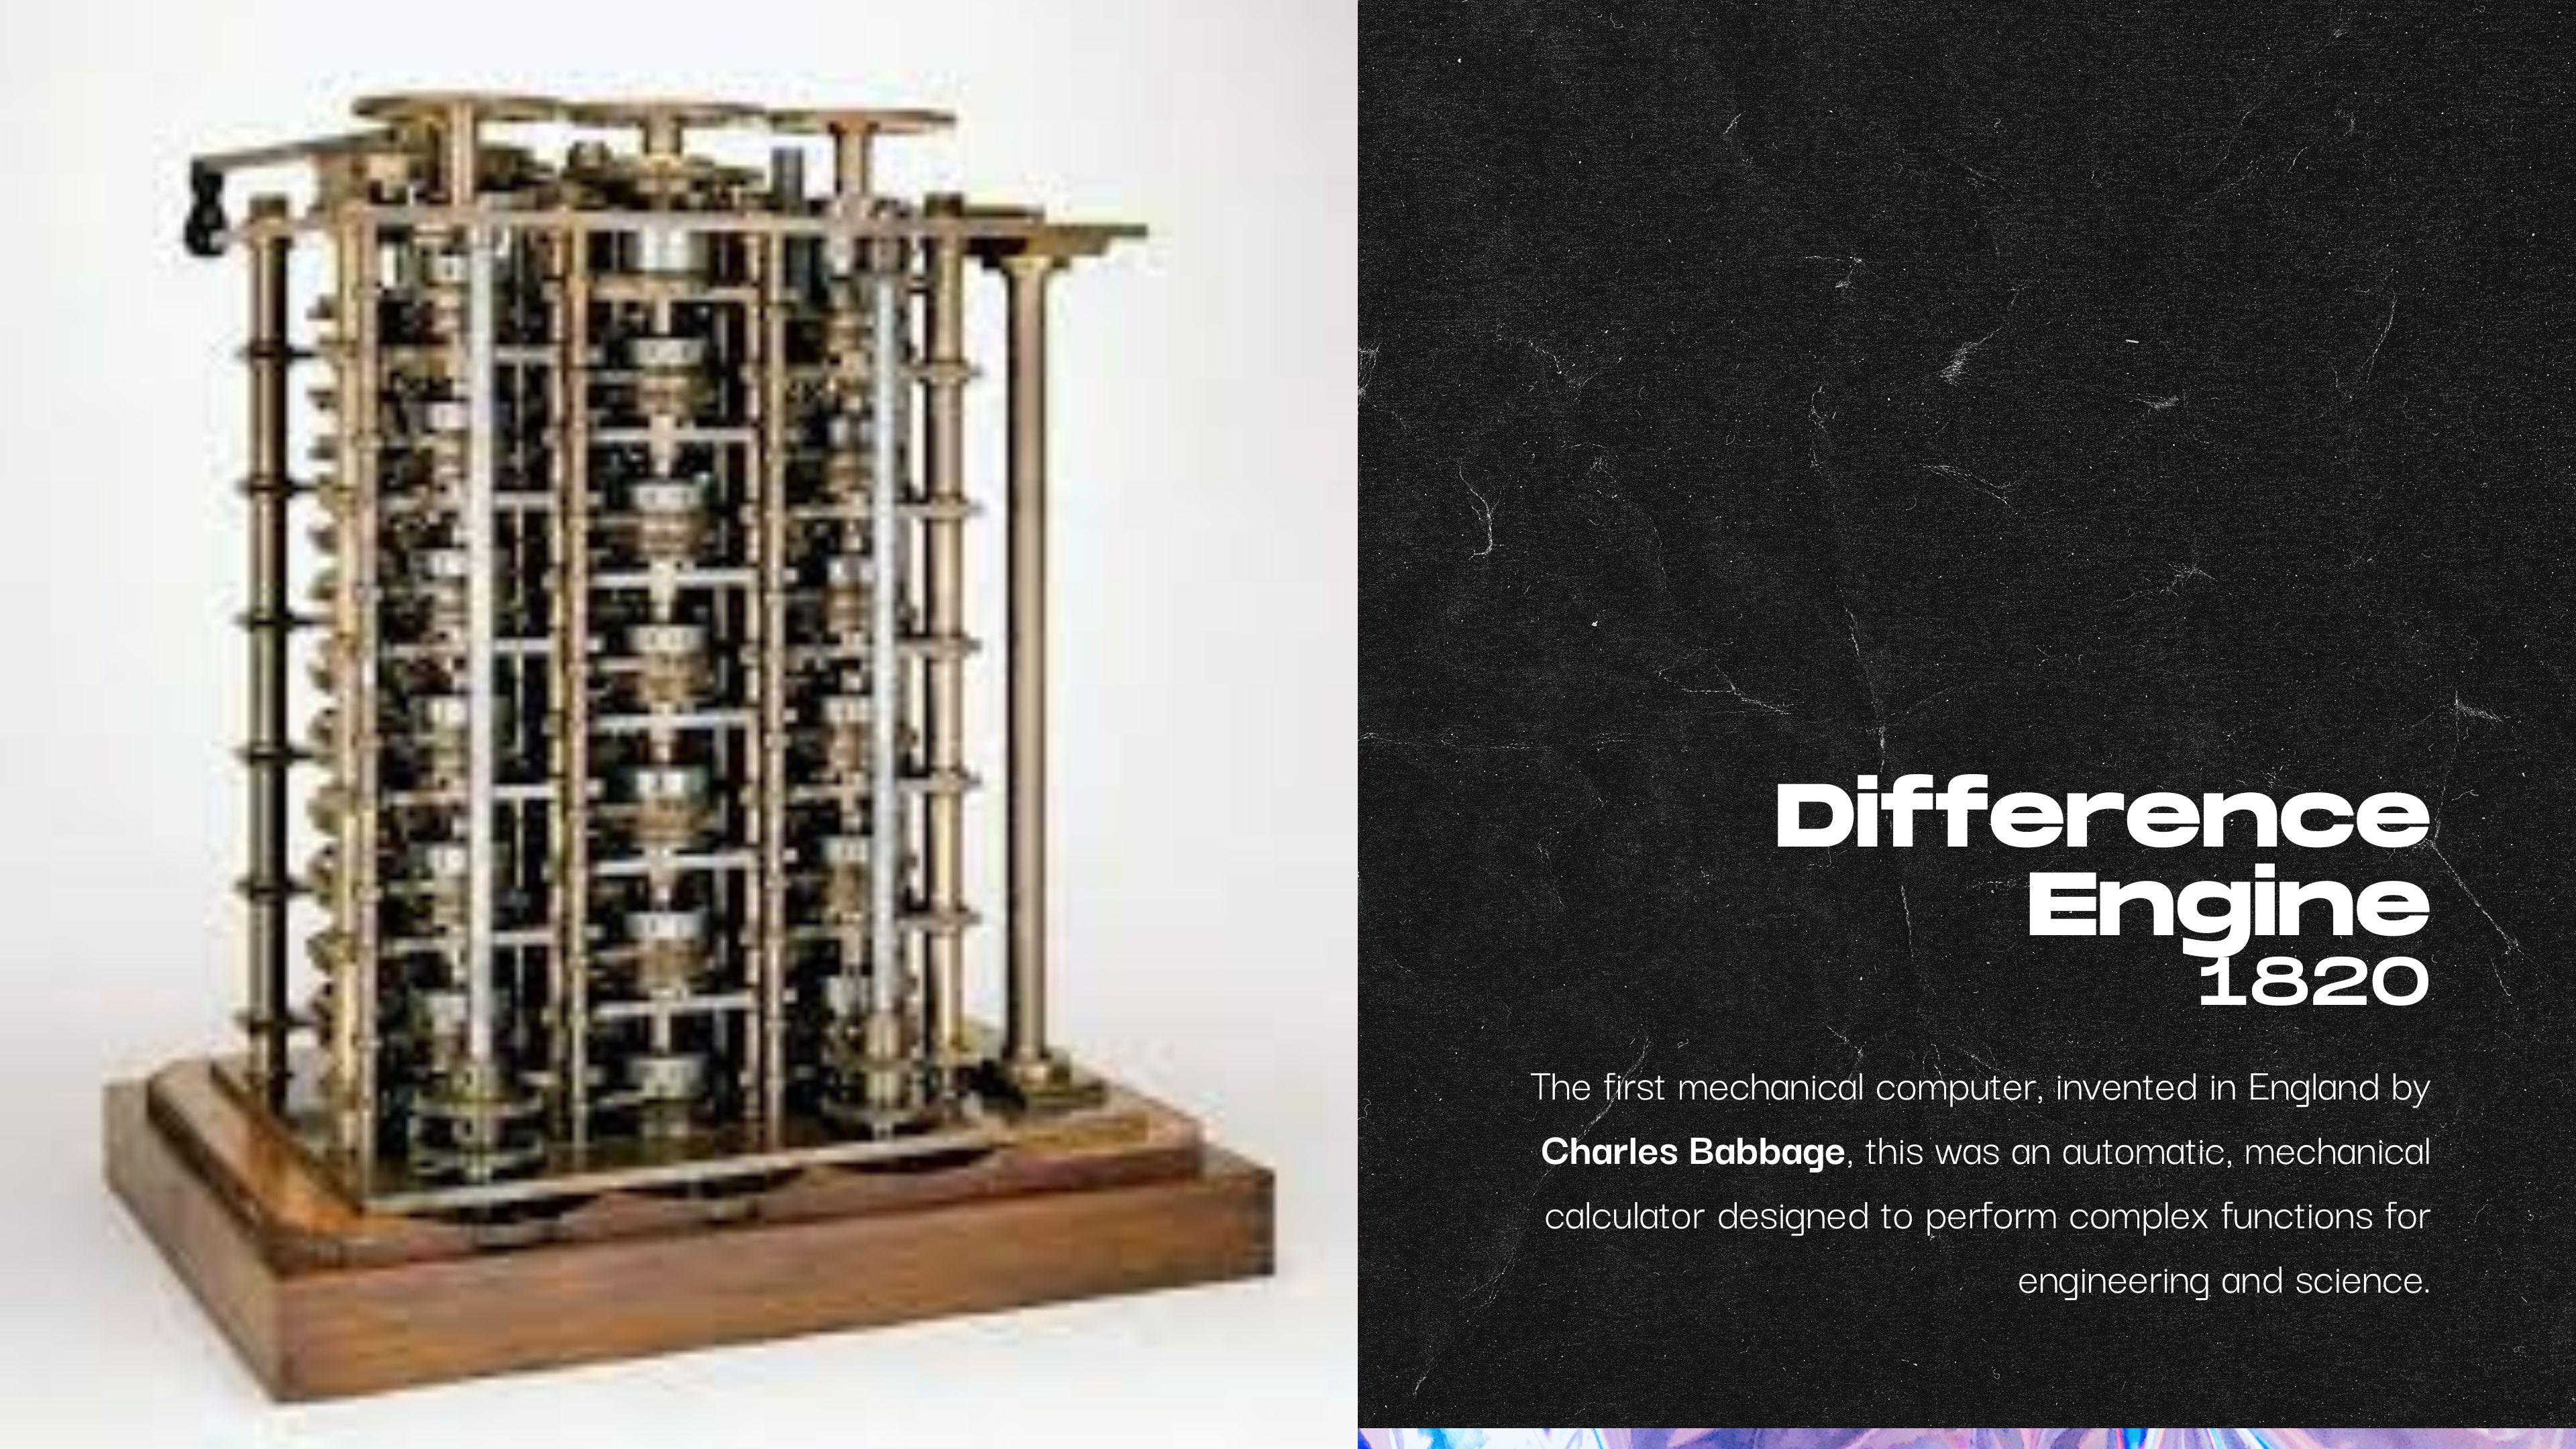 Difference
Engine
1820
The first mechanical computer, invented in England by
Charles Babbage, this was an automatic, mechanical
calculator designed to perform complex functions for
engineering and science.